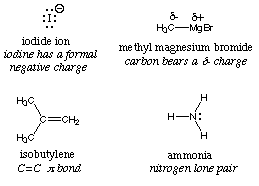 :I:⊖
iodide ion
iodine has a formal
negative charge
δ- δ+
H₃C—MgBr
methyl magnesium bromide
carbon bears a δ- charge
H₃C
C=CH₂
H₃C
isobutylene
C=C π bond
H
H—N:
H
ammonia
nitrogen lone pair